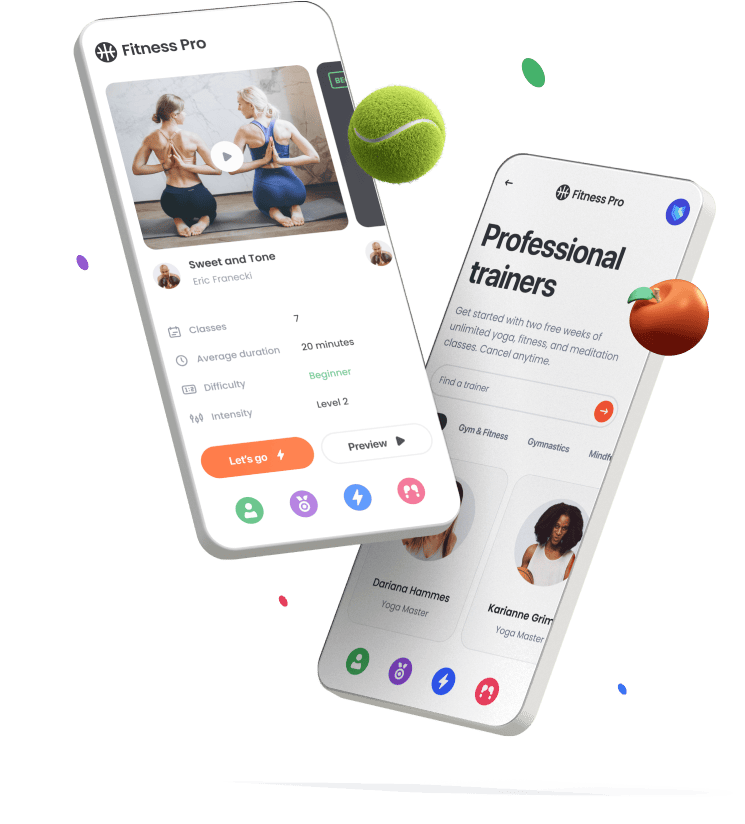 Fitness Pro
Sweet and Tone
Eric Franecki
Classes 7
Average duration 20 minutes
Difficulty Beginner
Intensity Level 2
Let's go
Preview
Fitness Pro
Professional
trainers
Get started with two free weeks of
unlimited yoga, fitness, and meditation
classes. Cancel anytime.
Find a trainer
Gym & Fitness Gymnastics Mindf
Dariana Hammes
Yoga Master
Karianne Grim
Yoga Master